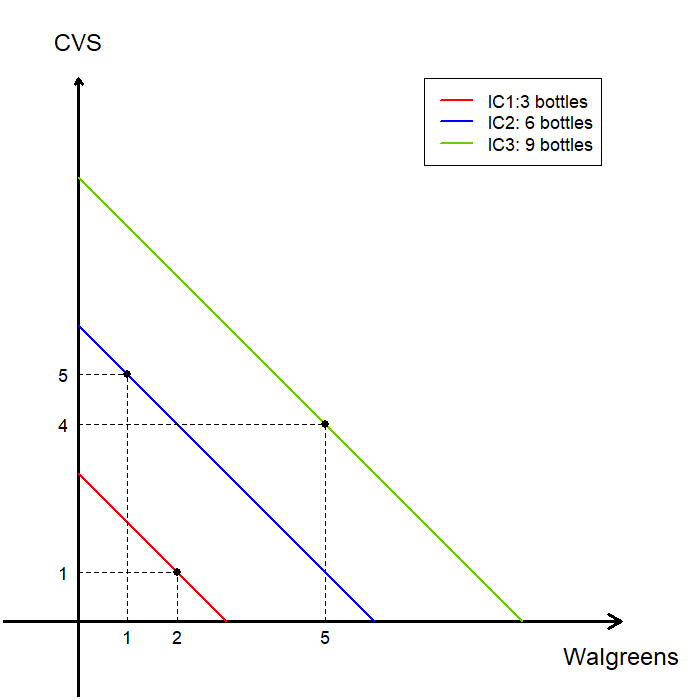 CVS
IC1:3 bottles
IC2: 6 bottles
IC3: 9 bottles
5
4
1
1 2 5
Walgreens